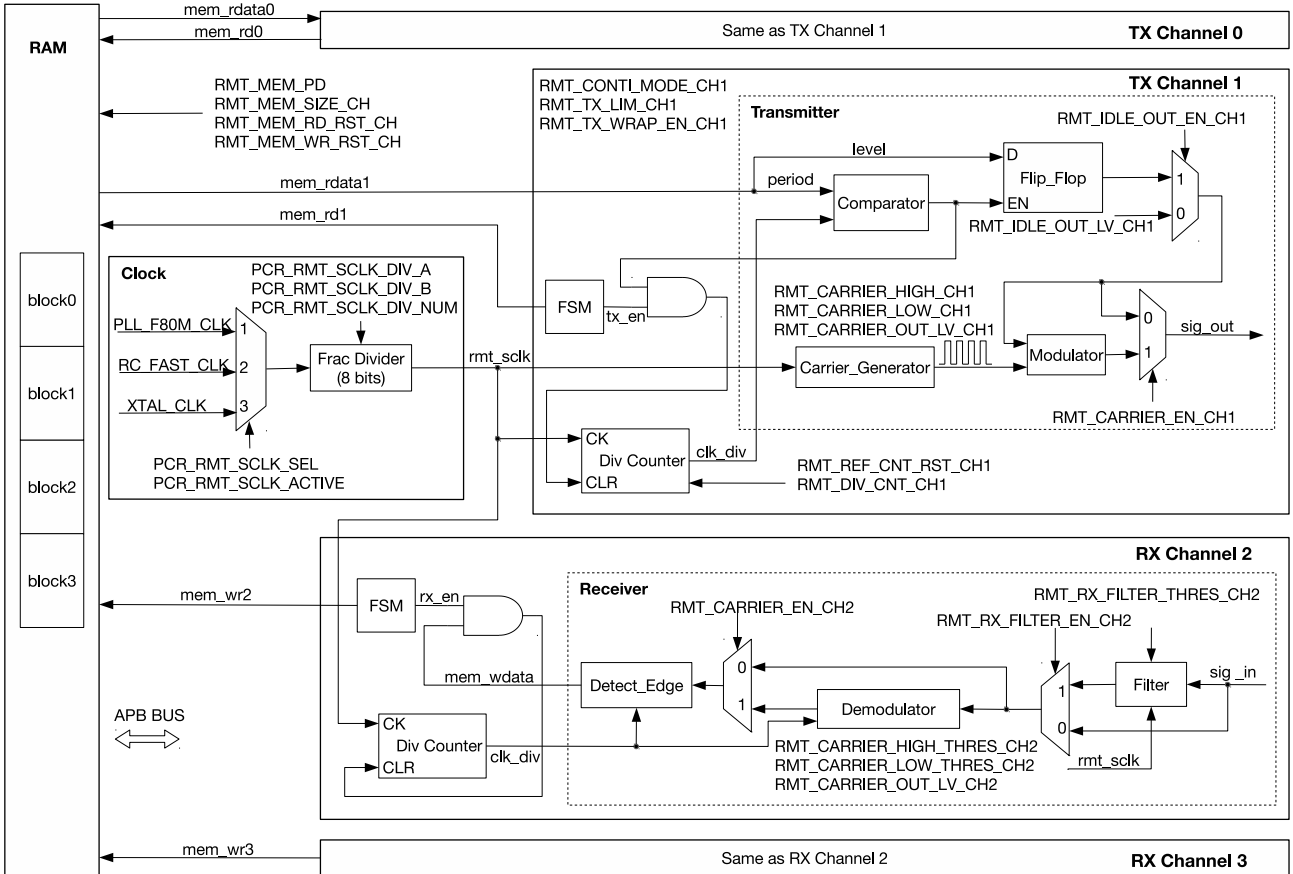 mem_rdata0
mem_rd0
Same as TX Channel 1
TX Channel 0
RAM
RMT_MEM_PD
RMT_MEM_SIZE_CH
RMT_MEM_RD_RST_CH
RMT_MEM_WR_RST_CH
RMT_CONTI_MODE_CH1
RMT_TX_LIM_CH1
RMT_TX_WRAP_EN_CH1
TX Channel 1
Transmitter
RMT_IDLE_OUT_EN_CH1
level
D
Flip_Flop
EN
1
0
mem_rdata1
period
Comparator
RMT_IDLE_OUT_LV_CH1
mem_rd1
block0
block1
block2
block3
Clock
PCR_RMT_SCLK_DIV_A
PCR_RMT_SCLK_DIV_B
PCR_RMT_SCLK_DIV_NUM
PLL_F80M_CLK
1
RC_FAST_CLK
2
XTAL_CLK
3
Frac Divider
(8 bits)
rmt_sclk
PCR_RMT_SCLK_SEL
PCR_RMT_SCLK_ACTIVE
FSM
tx_en
RMT_CARRIER_HIGH_CH1
RMT_CARRIER_LOW_CH1
RMT_CARRIER_OUT_LV_CH1
Carrier_Generator
Modulator
0
1
sig_out
RMT_CARRIER_EN_CH1
CK
Div Counter
CLR
clk_div
RMT_REF_CNT_RST_CH1
RMT_DIV_CNT_CH1
RX Channel 2
mem_wr2
FSM
rx_en
Receiver
RMT_CARRIER_EN_CH2
RMT_RX_FILTER_THRES_CH2
RMT_RX_FILTER_EN_CH2
mem_wdata
Detect_Edge
0
1
Demodulator
1
0
Filter
sig_in
rmt_sclk
APB BUS
CK
Div Counter
CLR
clk_div
RMT_CARRIER_HIGH_THRES_CH2
RMT_CARRIER_LOW_THRES_CH2
RMT_CARRIER_OUT_LV_CH2
mem_wr3
Same as RX Channel 2
RX Channel 3